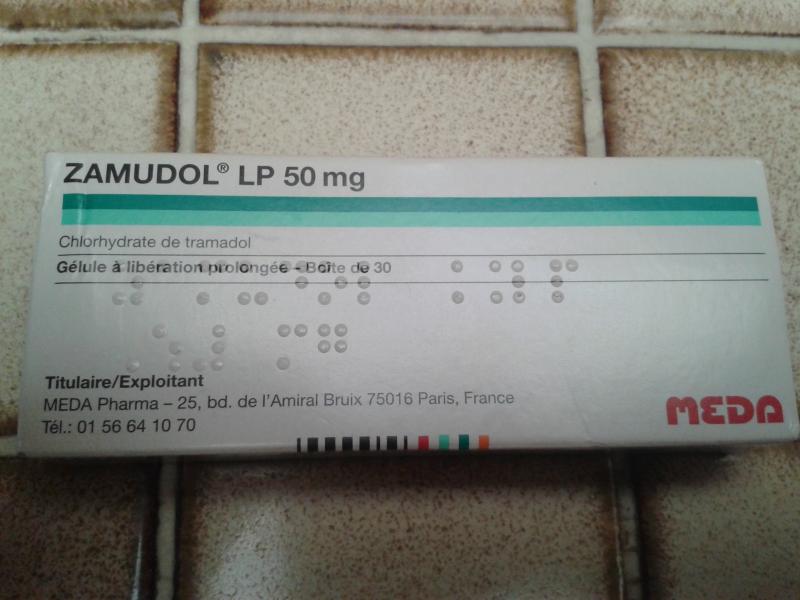 ZAMUDOL® LP 50 mg
Chlorhydrate de tramadol
Gélule à libération prolongée – Boîte de 30
Titulaire/Exploitant
MEDA Pharma – 25, bd. de l'Amiral Bruix 75016 Paris, France
Tél.: 01 56 64 10 70
MEDA